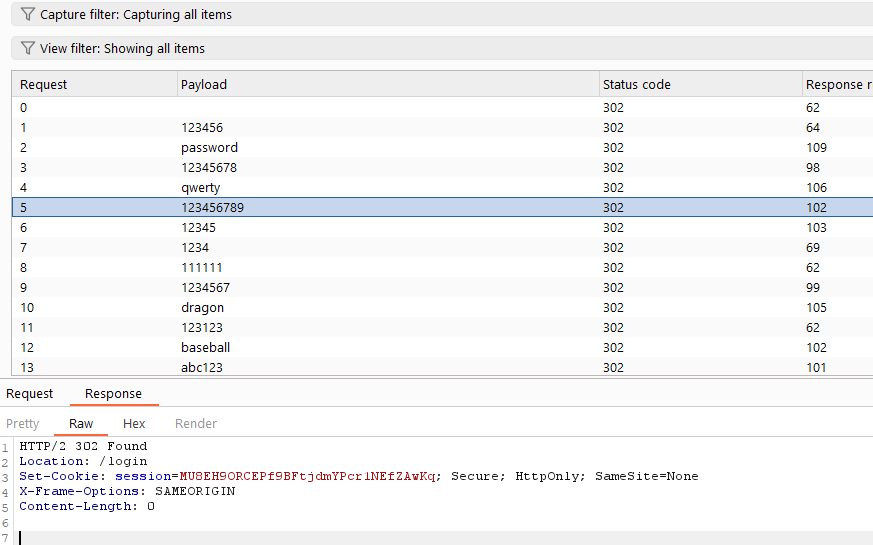 Capture filter: Capturing all items
View filter: Showing all items
Request Payload Status code Response r
0 302 62
1 123456 302 64
2 password 302 109
3 12345678 302 98
4 qwerty 302 106
5 123456789 302 102
6 12345 302 103
7 1234 302 69
8 111111 302 62
9 1234567 302 99
10 dragon 302 105
11 123123 302 62
12 baseball 302 102
13 abc123 302 101
Request Response
Pretty Raw Hex Render
1 HTTP/2 302 Found
2 Location: /login
3 Set-Cookie: session=MU8EH9ORCEPf9BFtjdmYPcr1NEfZAwKq; Secure; HttpOnly; SameSite=None
4 X-Frame-Options: SAMEORIGIN
5 Content-Length: 0
6
7